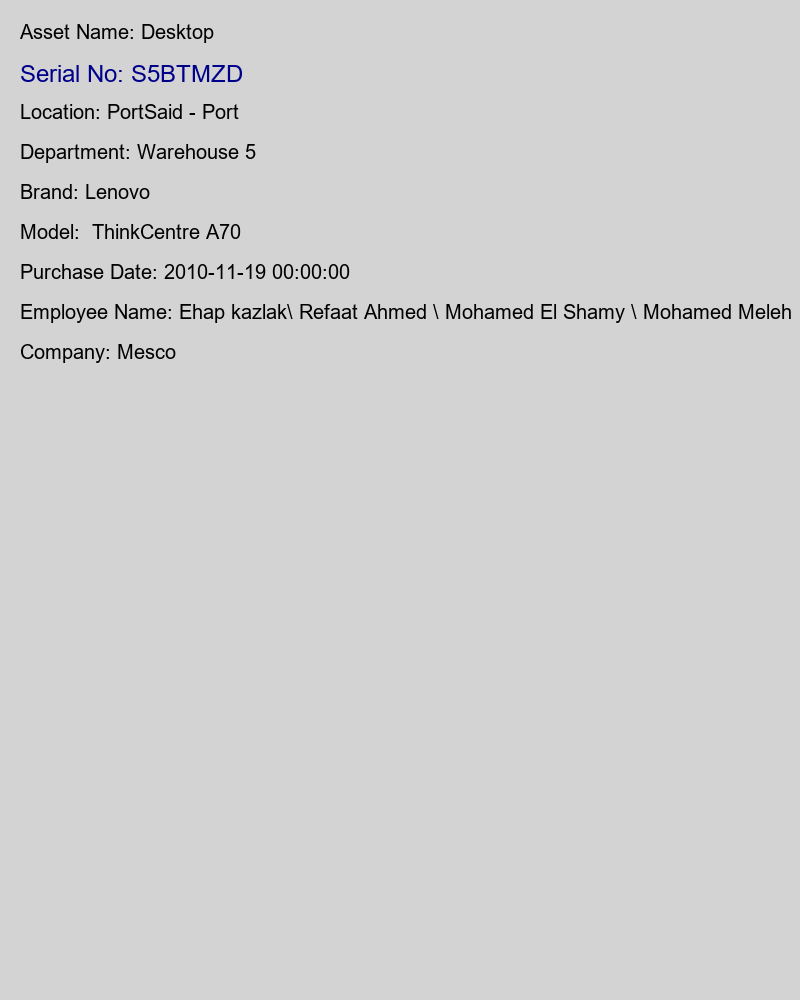 Asset Name: Desktop
Serial No: S5BTMZD
Location: PortSaid - Port
Department: Warehouse 5
Brand: Lenovo
Model:  ThinkCentre A70
Purchase Date: 2010-11-19 00:00:00
Employee Name: Ehap kazlak\ Refaat Ahmed \ Mohamed El Shamy \ Mohamed Meleh
Company: Mesco